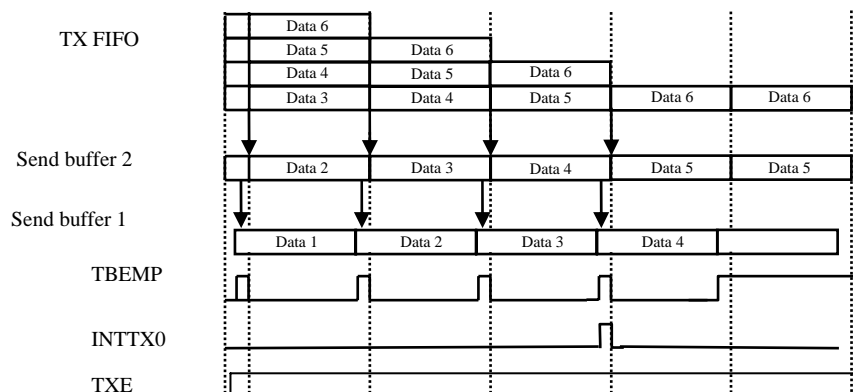 TX FIFO
Data 6
Data 5 Data 6
Data 4 Data 5 Data 6
Data 3 Data 4 Data 5 Data 6 Data 6
Send buffer 2
Data 2 Data 3 Data 4 Data 5 Data 5
Send buffer 1
Data 1 Data 2 Data 3 Data 4
TBEMP
INTTX0
TXE